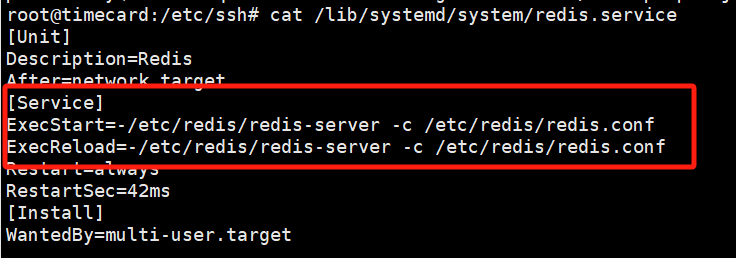 root@timecard:/etc/ssh# cat /lib/systemd/system/redis.service
[Unit]
Description=Redis
After=network.target
[Service]
ExecStart=-/etc/redis/redis-server -c /etc/redis/redis.conf
ExecReload=-/etc/redis/redis-server -c /etc/redis/redis.conf
Restart=always
RestartSec=42ms
[Install]
WantedBy=multi-user.target